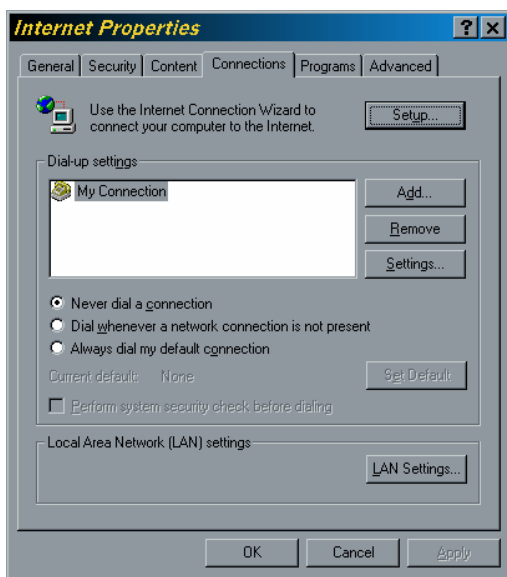 Internet Properties
General Security Content Connections Programs Advanced
Use the Internet Connection Wizard to
connect your computer to the Internet.
Setup...
Dial-up settings
My Connection
Add...
Remove
Settings...
Never dial a connection
Dial whenever a network connection is not present
Always dial my default connection
Current default: None
Set Default
Perform system security check before dialing
Local Area Network (LAN) settings
LAN Settings...
OK Cancel Apply